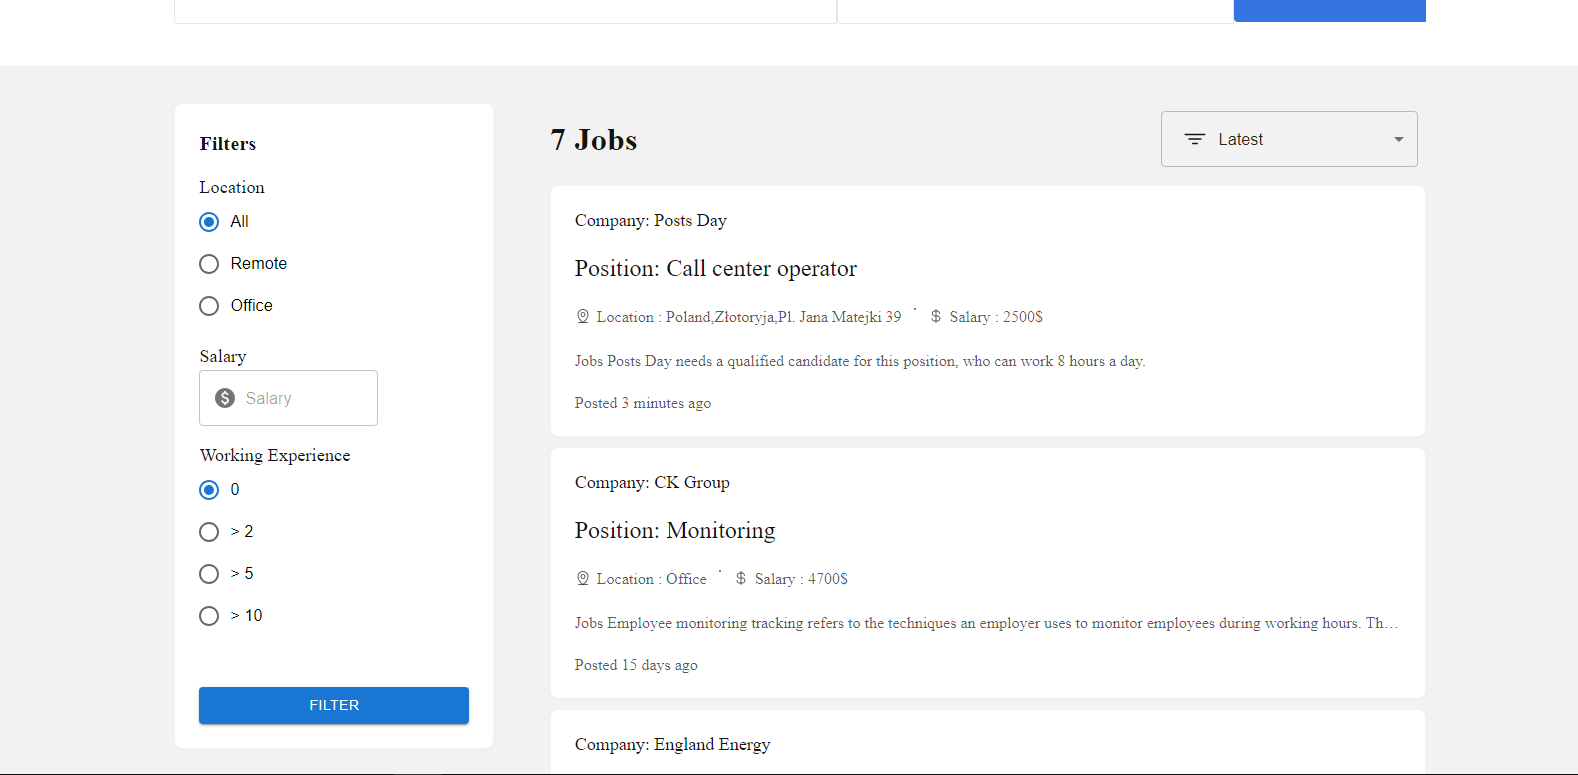 Filters
Location
All
Remote
Office
Salary
Salary
Working Experience
0
> 2
> 5
> 10
FILTER
7 Jobs
Latest
Company: Posts Day
Position: Call center operator
Location : Poland,Złotoryja,Pl. Jana Matejki 39 · Salary : 2500$
Jobs Posts Day needs a qualified candidate for this position, who can work 8 hours a day.
Posted 3 minutes ago
Company: CK Group
Position: Monitoring
Location : Office · Salary : 4700$
Jobs Employee monitoring tracking refers to the techniques an employer uses to monitor employees during working hours. Th...
Posted 15 days ago
Company: England Energy